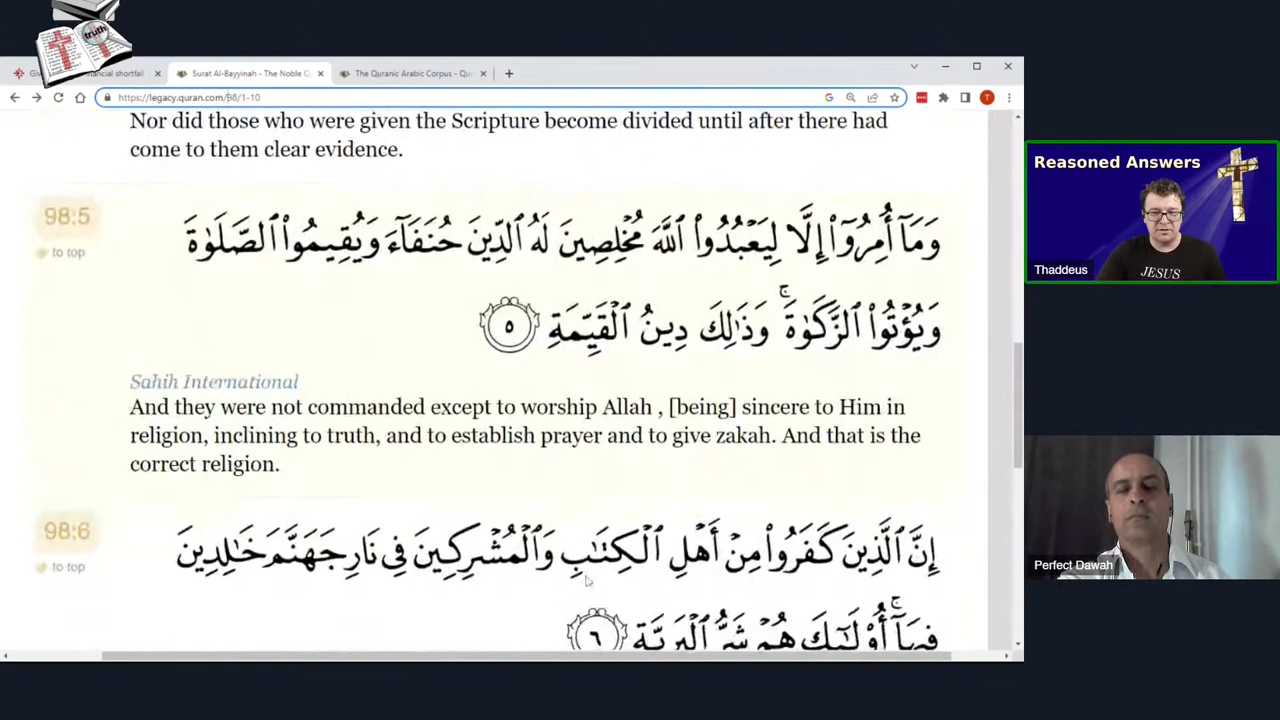 truth
Surat Al-Bayyinah - The Noble Q
The Quranic Arabic Corpus - Qu
https://legacy.quran.com/98/1-10
Nor did those who were given the Scripture become divided until after there had
come to them clear evidence.
98:5
to top
وَمَآ أُمِرُوٓا۟ إِلَّا لِيَعْبُدُوا۟ ٱللَّهَ مُخْلِصِينَ لَهُ ٱلدِّينَ حُنَفَآءَ وَيُقِيمُوا۟ ٱلصَّلَوٰةَ
وَيُؤْتُوا۟ ٱلزَّكَوٰةَ ۚ وَذَٰلِكَ دِينُ ٱلْقَيِّمَةِ ٥
Sahih International
And they were not commanded except to worship Allah , [being] sincere to Him in
religion, inclining to truth, and to establish prayer and to give zakah. And that is the
correct religion.
98:6
to top
إِنَّ ٱلَّذِينَ كَفَرُوا۟ مِنْ أَهْلِ ٱلْكِتَٰبِ وَٱلْمُشْرِكِينَ فِى نَارِ جَهَنَّمَ خَٰلِدِينَ
فِيهَآ ۚ أُو۟لَٰٓئِكَ هُمْ شَرُّ ٱلْبَرِيَّةِ ٦
Reasoned Answers
JESUS
Thaddeus
Perfect Dawah